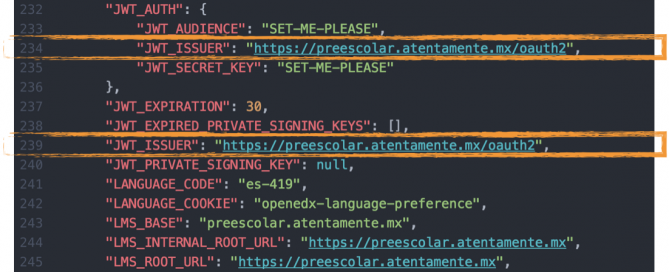 232 "JWT_AUTH": {
233 "JWT_AUDIENCE": "SET-ME-PLEASE",
234 "JWT_ISSUER": "https://preescolar.atentamente.mx/oauth2",
235 "JWT_SECRET_KEY": "SET-ME-PLEASE"
236 },
237 "JWT_EXPIRATION": 30,
238 "JWT_EXPIRED_PRIVATE_SIGNING_KEYS": [],
239 "JWT_ISSUER": "https://preescolar.atentamente.mx/oauth2",
240 "JWT_PRIVATE_SIGNING_KEY": null,
241 "LANGUAGE_CODE": "es-419",
242 "LANGUAGE_COOKIE": "openedx-language-preference",
243 "LMS_BASE": "preescolar.atentamente.mx",
244 "LMS_INTERNAL_ROOT_URL": "https://preescolar.atentamente.mx",
245 "LMS_ROOT_URL": "https://preescolar.atentamente.mx",